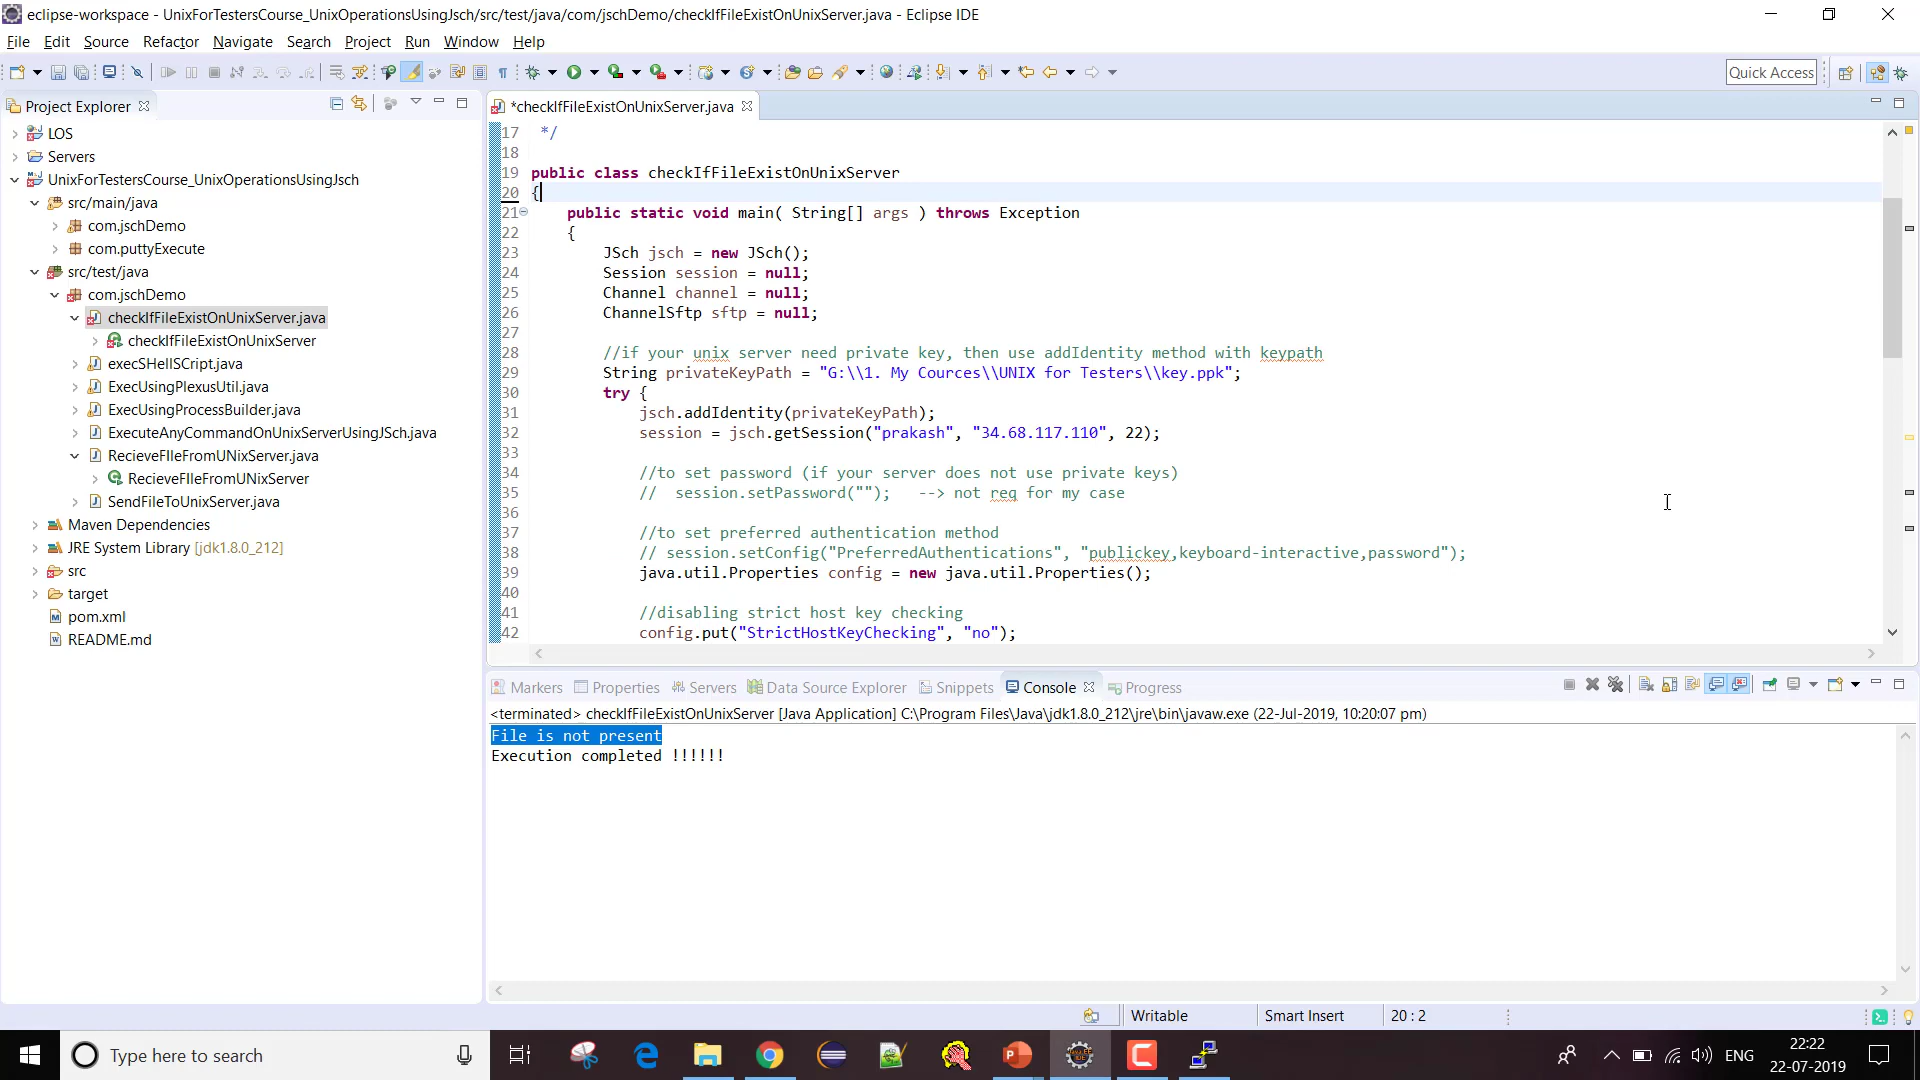 eclipse-workspace - UnixForTestersCourse_UnixOperationsUsingJsch/src/test/java/com/jschDemo/checkIfFileExistOnUnixServer.java - Eclipse IDE
File Edit Source Refactor Navigate Search Project Run Window Help
Quick Access
Project Explorer
LOS
Servers
UnixForTestersCourse_UnixOperationsUsingJsch
src/main/java
com.jschDemo
com.puttyExecute
src/test/java
com.jschDemo
checkIfFileExistOnUnixServer.java
checkIfFileExistOnUnixServer
execSHellSCript.java
ExecUsingPlexusUtil.java
ExecUsingProcessBuilder.java
ExecuteAnyCommandOnUnixServerUsingJSch.java
RecieveFIleFromUNixServer.java
RecieveFIleFromUNixServer
SendFileToUnixServer.java
Maven Dependencies
JRE System Library [jdk1.8.0_212]
src
target
pom.xml
README.md
*checkIfFileExistOnUnixServer.java
17 */
18
19 public class checkIfFileExistOnUnixServer
20 {
21 public static void main( String[] args ) throws Exception
22 {
23 JSch jsch = new JSch();
24 Session session = null;
25 Channel channel = null;
26 ChannelSftp sftp = null;
27
28 //if your unix server need private key, then use addIdentity method with keypath
29 String privateKeyPath = "G:\\1. My Cources\\UNIX for Testers\\key.ppk";
30 try {
31 jsch.addIdentity(privateKeyPath);
32 session = jsch.getSession("prakash", "34.68.117.110", 22);
33
34 //to set password (if your server does not use private keys)
35 // session.setPassword(""); --> not req for my case
36
37 //to set preferred authentication method
38 // session.setConfig("PreferredAuthentications", "publickey,keyboard-interactive,password");
39 java.util.Properties config = new java.util.Properties();
40
41 //disabling strict host key checking
42 config.put("StrictHostKeyChecking", "no");
Markers Properties Servers Data Source Explorer Snippets Console Progress
<terminated> checkIfFileExistOnUnixServer [Java Application] C:\Program Files\Java\jdk1.8.0_212\jre\bin\javaw.exe (22-Jul-2019, 10:20:07 pm)
File is not present
Execution completed !!!!!!
Writable Smart Insert 20 : 2
Type here to search
ENG
22:22
22-07-2019